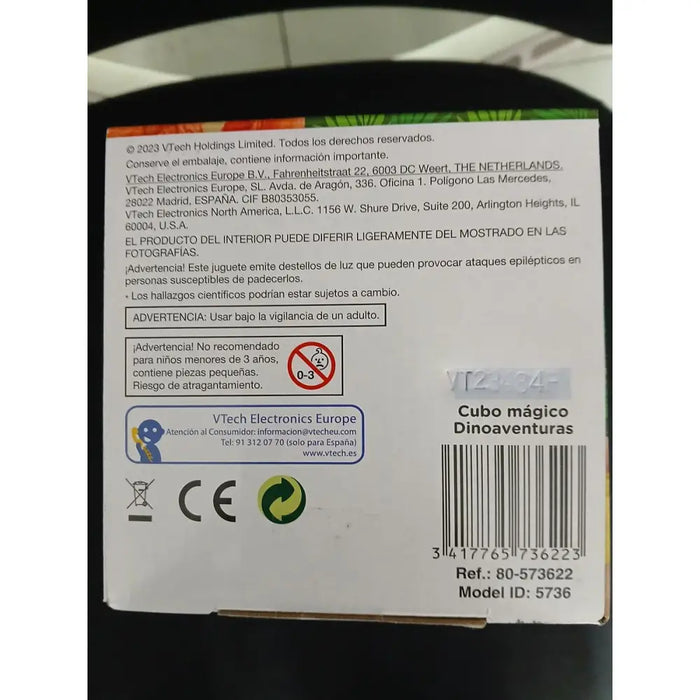 © 2023 VTech Holdings Limited. Todos los derechos reservados.
Conserve el embalaje, contiene información importante.
VTech Electronics Europe B.V., Fahrenheitstraat 22, 6003 DC Weert, THE NETHERLANDS.
VTech Electronics Europe, SL. Avda. de Aragón, 336. Oficina 1. Polígono Las Mercedes,
28022 Madrid, ESPAÑA. CIF B80353055.
VTech Electronics North America, L.L.C. 1156 W. Shure Drive, Suite 200, Arlington Heights, IL
60004, U.S.A.
EL PRODUCTO DEL INTERIOR PUEDE DIFERIR LIGERAMENTE DEL MOSTRADO EN LAS
FOTOGRAFÍAS.
¡Advertencia! Este juguete emite destellos de luz que pueden provocar ataques epilépticos en
personas susceptibles de padecerlos.
• Los hallazgos científicos podrían estar sujetos a cambio.
ADVERTENCIA: Usar bajo la vigilancia de un adulto.
¡Advertencia! No recomendado
para niños menores de 3 años,
contiene piezas pequeñas.
Riesgo de atragantamiento.
0-3
VTech Electronics Europe
Atención al Consumidor: informacion@vtecheu.com
Tel: 91 312 07 70 (solo para España)
www.vtech.es
CE
Cubo mágico
Dinoaventuras
3 417765 736223
Ref.: 80-573622
Model ID: 5736